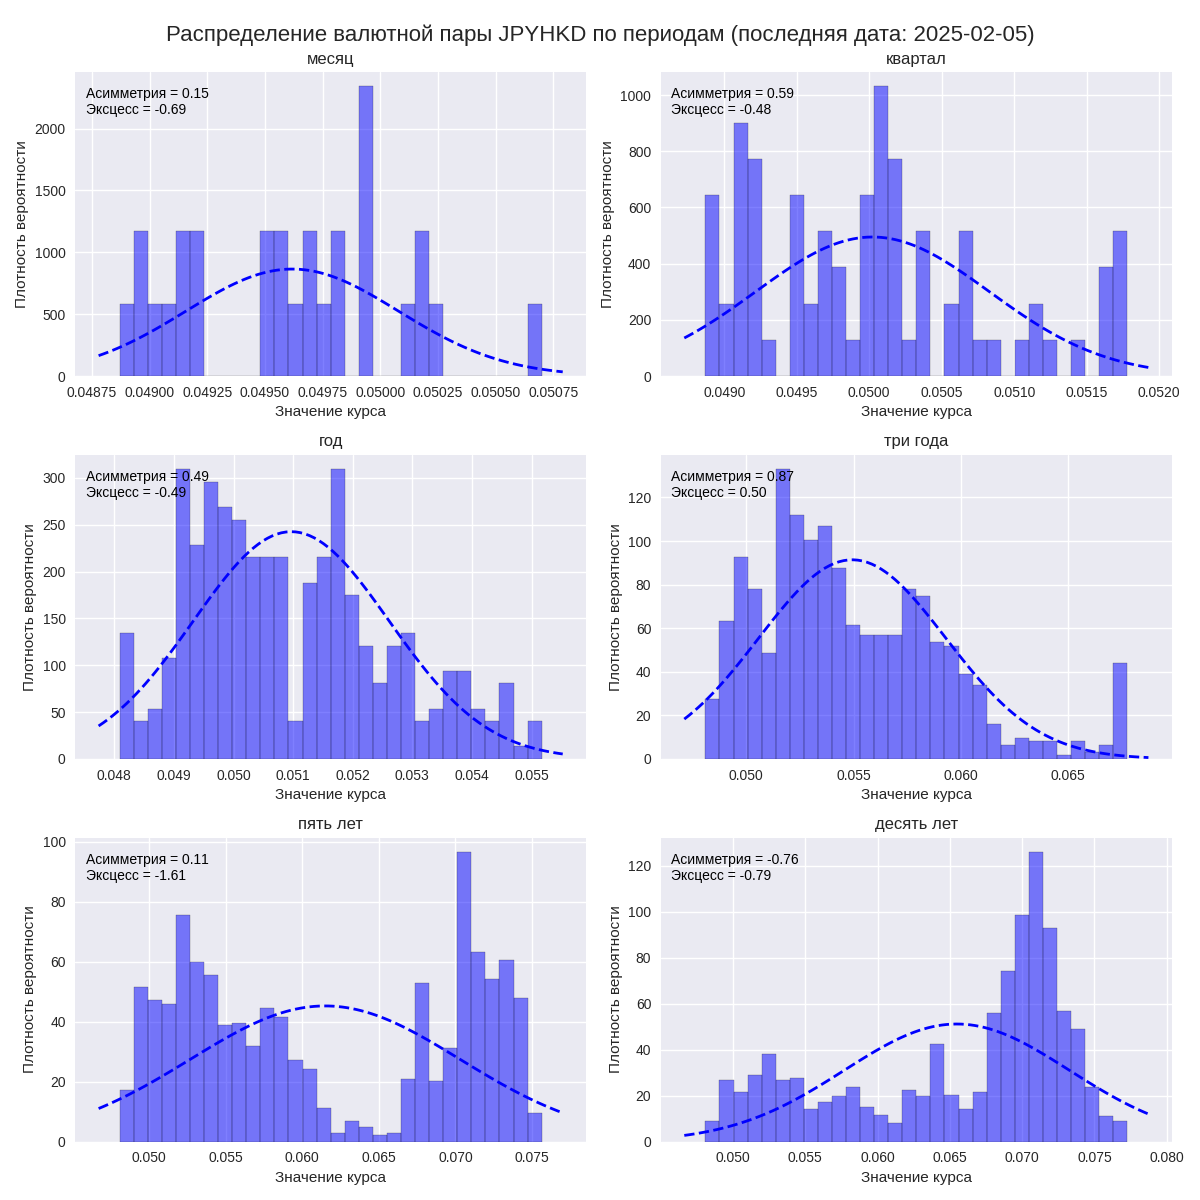 Распределение валютной пары JPYHKD по периодам (последняя дата: 2025-02-05)
месяц
Асимметрия = 0.15
Эксцесс = -0.69
Плотность вероятности
2000
1500
1000
500
0
0.04875 0.04900 0.04925 0.04950 0.04975 0.05000 0.05025 0.05050 0.05075
Значение курса
квартал
Асимметрия = 0.59
Эксцесс = -0.48
Плотность вероятности
1000
800
600
400
200
0
0.0490 0.0495 0.0500 0.0505 0.0510 0.0515 0.0520
Значение курса
год
Асимметрия = 0.49
Эксцесс = -0.49
Плотность вероятности
300
250
200
150
100
50
0
0.048 0.049 0.050 0.051 0.052 0.053 0.054 0.055
Значение курса
три года
Асимметрия = 0.87
Эксцесс = 0.50
Плотность вероятности
120
100
80
60
40
20
0
0.050 0.055 0.060 0.065
Значение курса
пять лет
Асимметрия = 0.11
Эксцесс = -1.61
Плотность вероятности
100
80
60
40
20
0
0.050 0.055 0.060 0.065 0.070 0.075
Значение курса
десять лет
Асимметрия = -0.76
Эксцесс = -0.79
Плотность вероятности
120
100
80
60
40
20
0
0.050 0.055 0.060 0.065 0.070 0.075 0.080
Значение курса